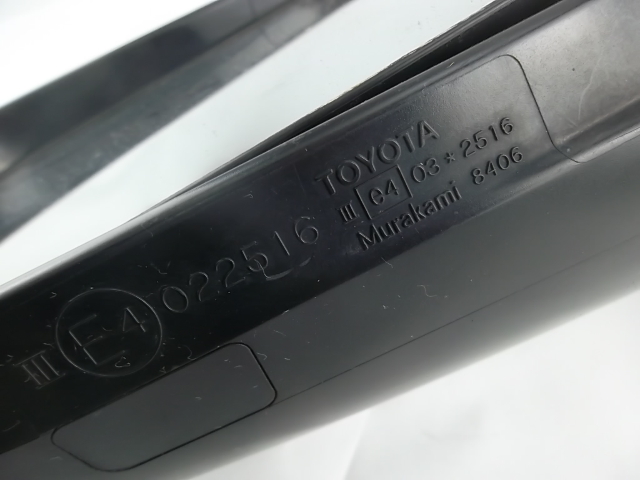 TOYOTA
III e4 03*2516
Murakami 8406
III E4 022516